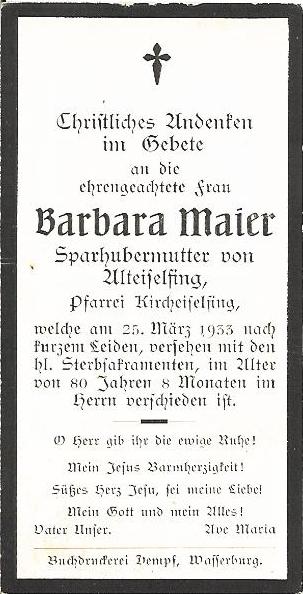 Christliches Andenken
im Gebete
an die
ehrengeachtete Frau
Barbara Maier
Sparhubermutter von
Alteiselfing,
Pfarrei Kircheiselfing,
welche am 25. März 1933 nach
kurzem Leiden, versehen mit den
hl. Sterbsakramenten, im Alter
von 80 Jahren 8 Monaten im
Herrn verschieden ist.
O Herr gib ihr die ewige Ruhe!
Mein Jesus Barmherzigkeit!
Süßes Herz Jesu, sei meine Liebe!
Mein Gott und mein Alles!
Vater Unser. Ave Maria
Buchdruckerei Dempf, Wasserburg.